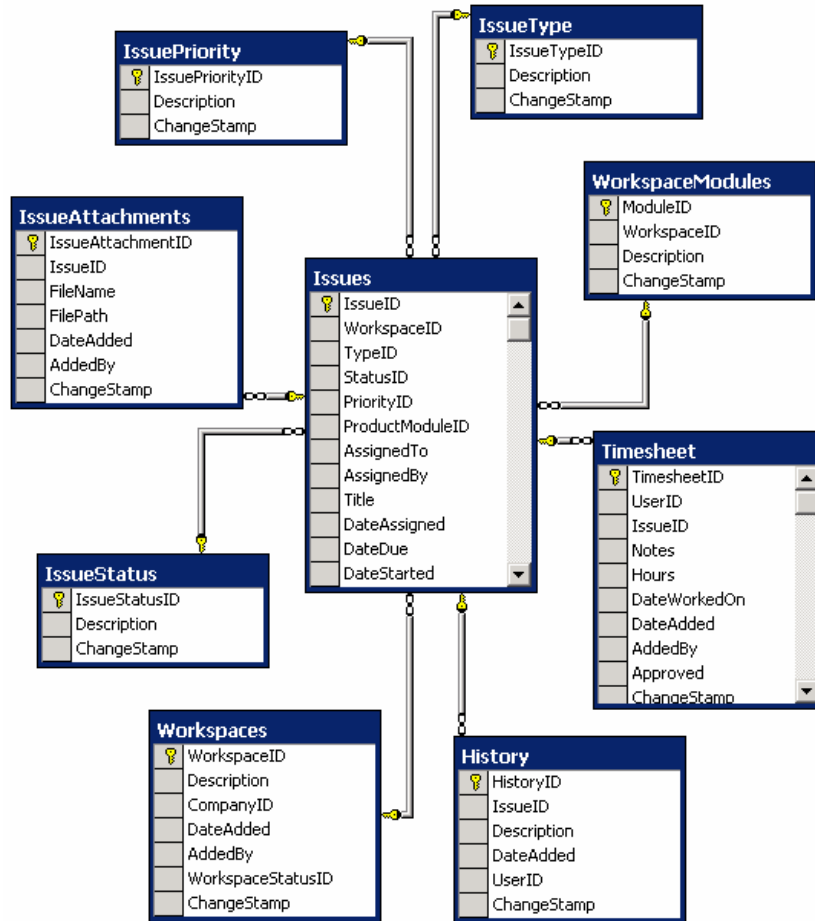 IssuePriority
IssuePriorityID
Description
ChangeStamp
IssueType
IssueTypeID
Description
ChangeStamp
WorkspaceModules
ModuleID
WorkspaceID
Description
ChangeStamp
IssueAttachments
IssueAttachmentID
IssueID
FileName
FilePath
DateAdded
AddedBy
ChangeStamp
Issues
IssueID
WorkspaceID
TypeID
StatusID
PriorityID
ProductModuleID
AssignedTo
AssignedBy
Title
DateAssigned
DateDue
DateStarted
Timesheet
TimesheetID
UserID
IssueID
Notes
Hours
DateWorkedOn
DateAdded
AddedBy
Approved
ChangeStamp
IssueStatus
IssueStatusID
Description
ChangeStamp
Workspaces
WorkspaceID
Description
CompanyID
DateAdded
AddedBy
WorkspaceStatusID
ChangeStamp
History
HistoryID
IssueID
Description
DateAdded
UserID
ChangeStamp